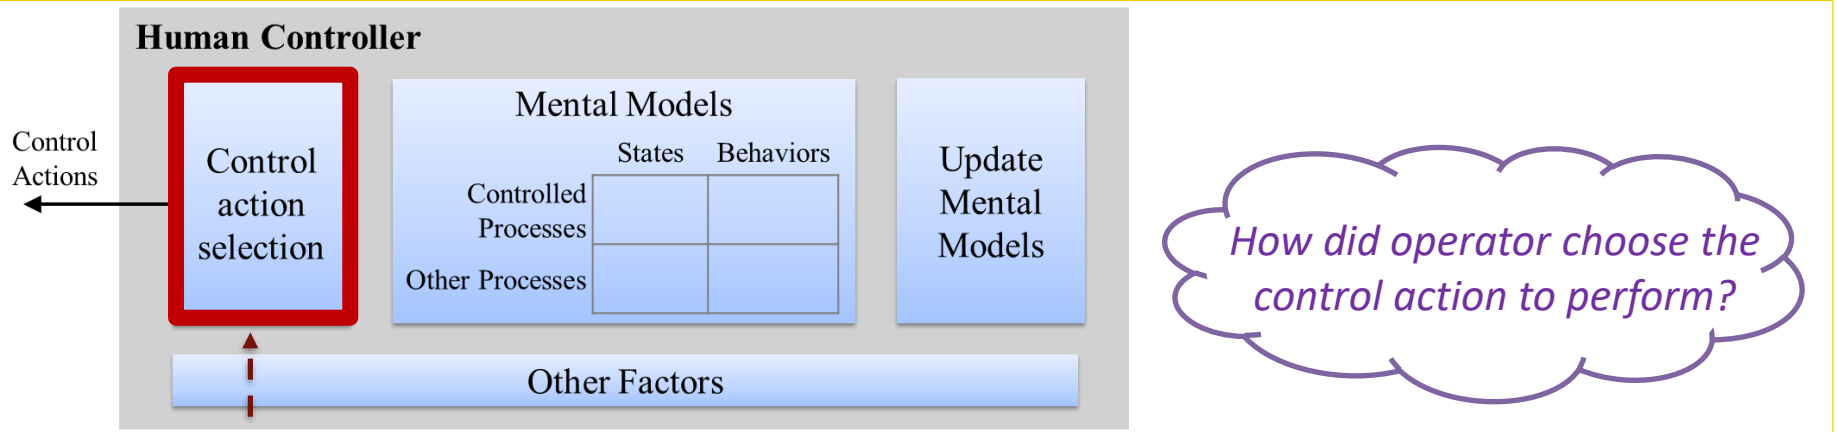 Human Controller
Control
Actions
Control
action
selection
Mental Models
States Behaviors
Controlled
Processes
Other Processes
Update
Mental
Models
Other Factors
How did operator choose the
control action to perform?